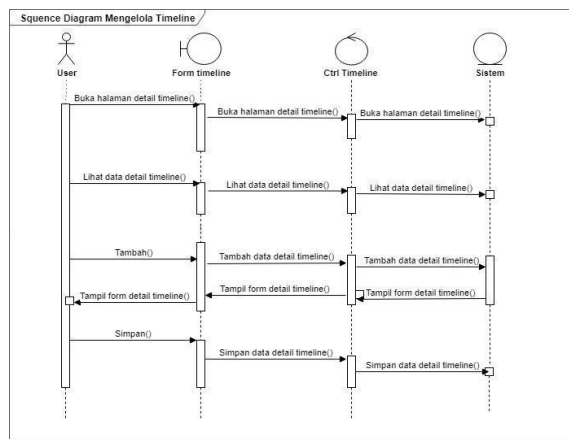 Squence Diagram Mengelola Timeline
User
Form timeline
Ctrl Timeline
Sistem
Buka halaman detail timeline()
Buka halaman detail timeline()
Buka halaman detail timeline()
Lihat data detail timeline()
Lihat data detail timeline()
Lihat data detail timeline()
Tambah()
Tambah data detail timeline()
Tambah data detail timeline()
Tampil form detail timeline()
Tampil form detail timeline()
Tampil form detail timeline()
Simpan()
Simpan data detail timeline()
Simpan data detail timeline()